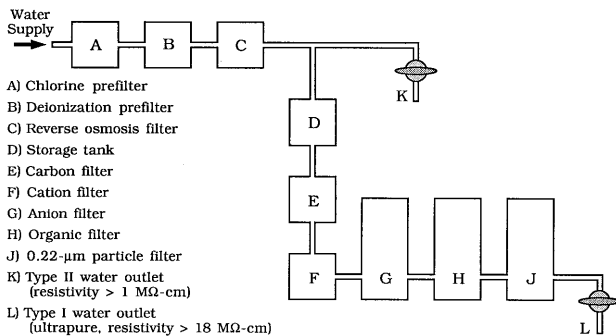 Water
Supply
A
B
C
K
A) Chlorine prefilter
B) Deionization prefilter
C) Reverse osmosis filter
D) Storage tank
E) Carbon filter
F) Cation filter
G) Anion filter
H) Organic filter
J) 0.22-μm particle filter
K) Type II water outlet
(resistivity > 1 MΩ-cm)
L) Type I water outlet
(ultrapure, resistivity > 18 MΩ-cm)
D
E
F
G
H
J
L